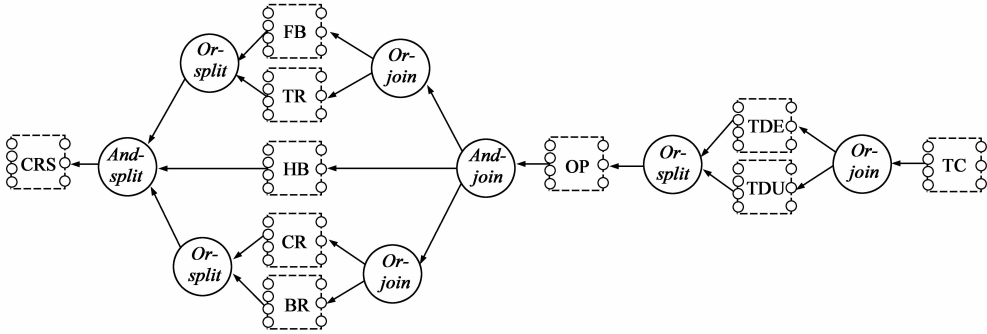 FB
Or-
split
Or-
join
TR
CRS
And-
split
HB
And-
join
OP
Or-
split
TDE
TDU
Or-
join
TC
CR
Or-
split
Or-
join
BR